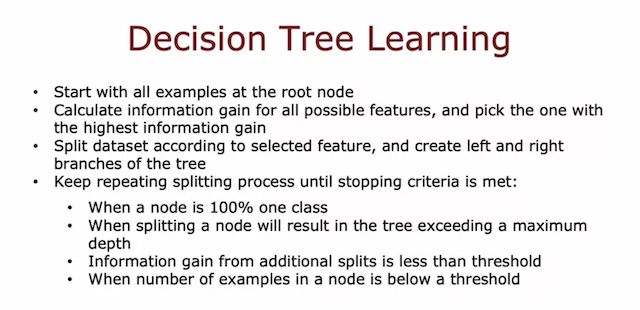 Decision Tree Learning
• Start with all examples at the root node
• Calculate information gain for all possible features, and pick the one with
the highest information gain
• Split dataset according to selected feature, and create left and right
branches of the tree
• Keep repeating splitting process until stopping criteria is met:
• When a node is 100% one class
• When splitting a node will result in the tree exceeding a maximum
depth
• Information gain from additional splits is less than threshold
• When number of examples in a node is below a threshold